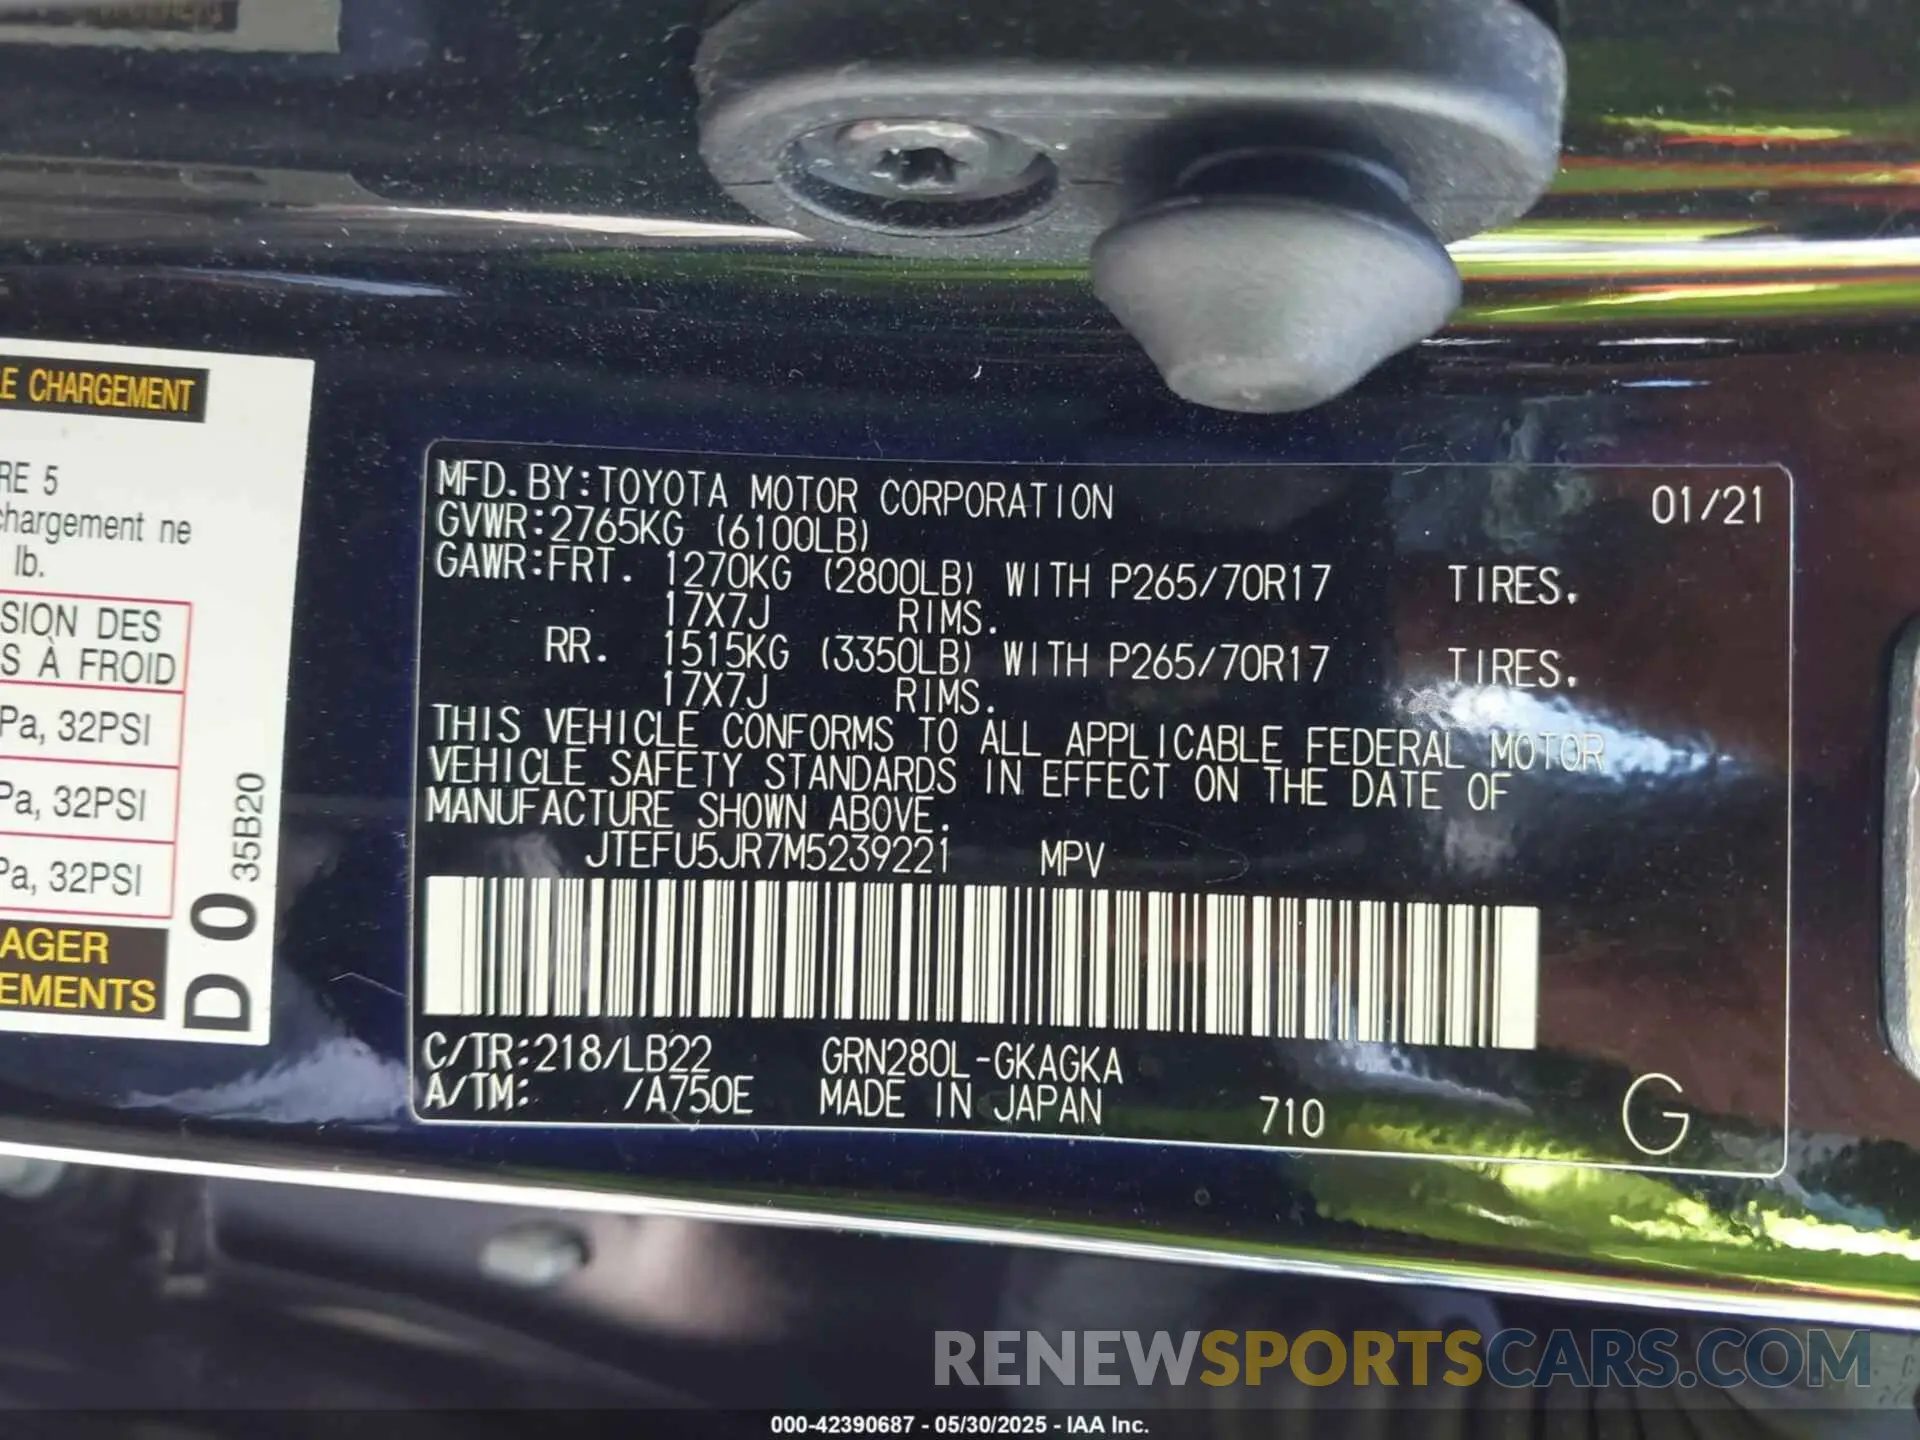 LE CHARGEMENT
RE 5
chargement ne
lb.
SION DES
S À FROID
Pa, 32PSI
Pa, 32PSI
Pa, 32PSI
AGER
EMENTS
D 0
35B20
MFD.BY:TOYOTA MOTOR CORPORATION 01/21
GVWR:2765KG (6100LB)
GAWR:FRT. 1270KG (2800LB) WITH P265/70R17 TIRES.
17X7J RIMS.
RR. 1515KG (3350LB) WITH P265/70R17 TIRES.
17X7J RIMS.
THIS VEHICLE CONFORMS TO ALL APPLICABLE FEDERAL MOTOR
VEHICLE SAFETY STANDARDS IN EFFECT ON THE DATE OF
MANUFACTURE SHOWN ABOVE.
JTEFU5JR7M5239221 MPV
C/TR:218/LB22 GRN280L-GKAGKA
A/TM: /A750E MADE IN JAPAN 710 G
RENEWSPORTSCARS.COM
000-42390687 - 05/30/2025 - IAA Inc.